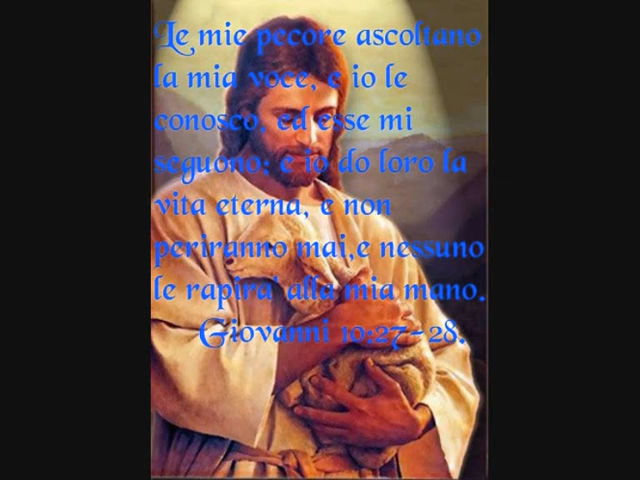 Le mie pecore ascoltano
la mia voce, e io le
conosco, ed esse mi
seguono; e io do loro la
vita eterna, e non
periranno mai,e nessuno
le rapira' alla mia mano.
Giovanni 10:27-28.